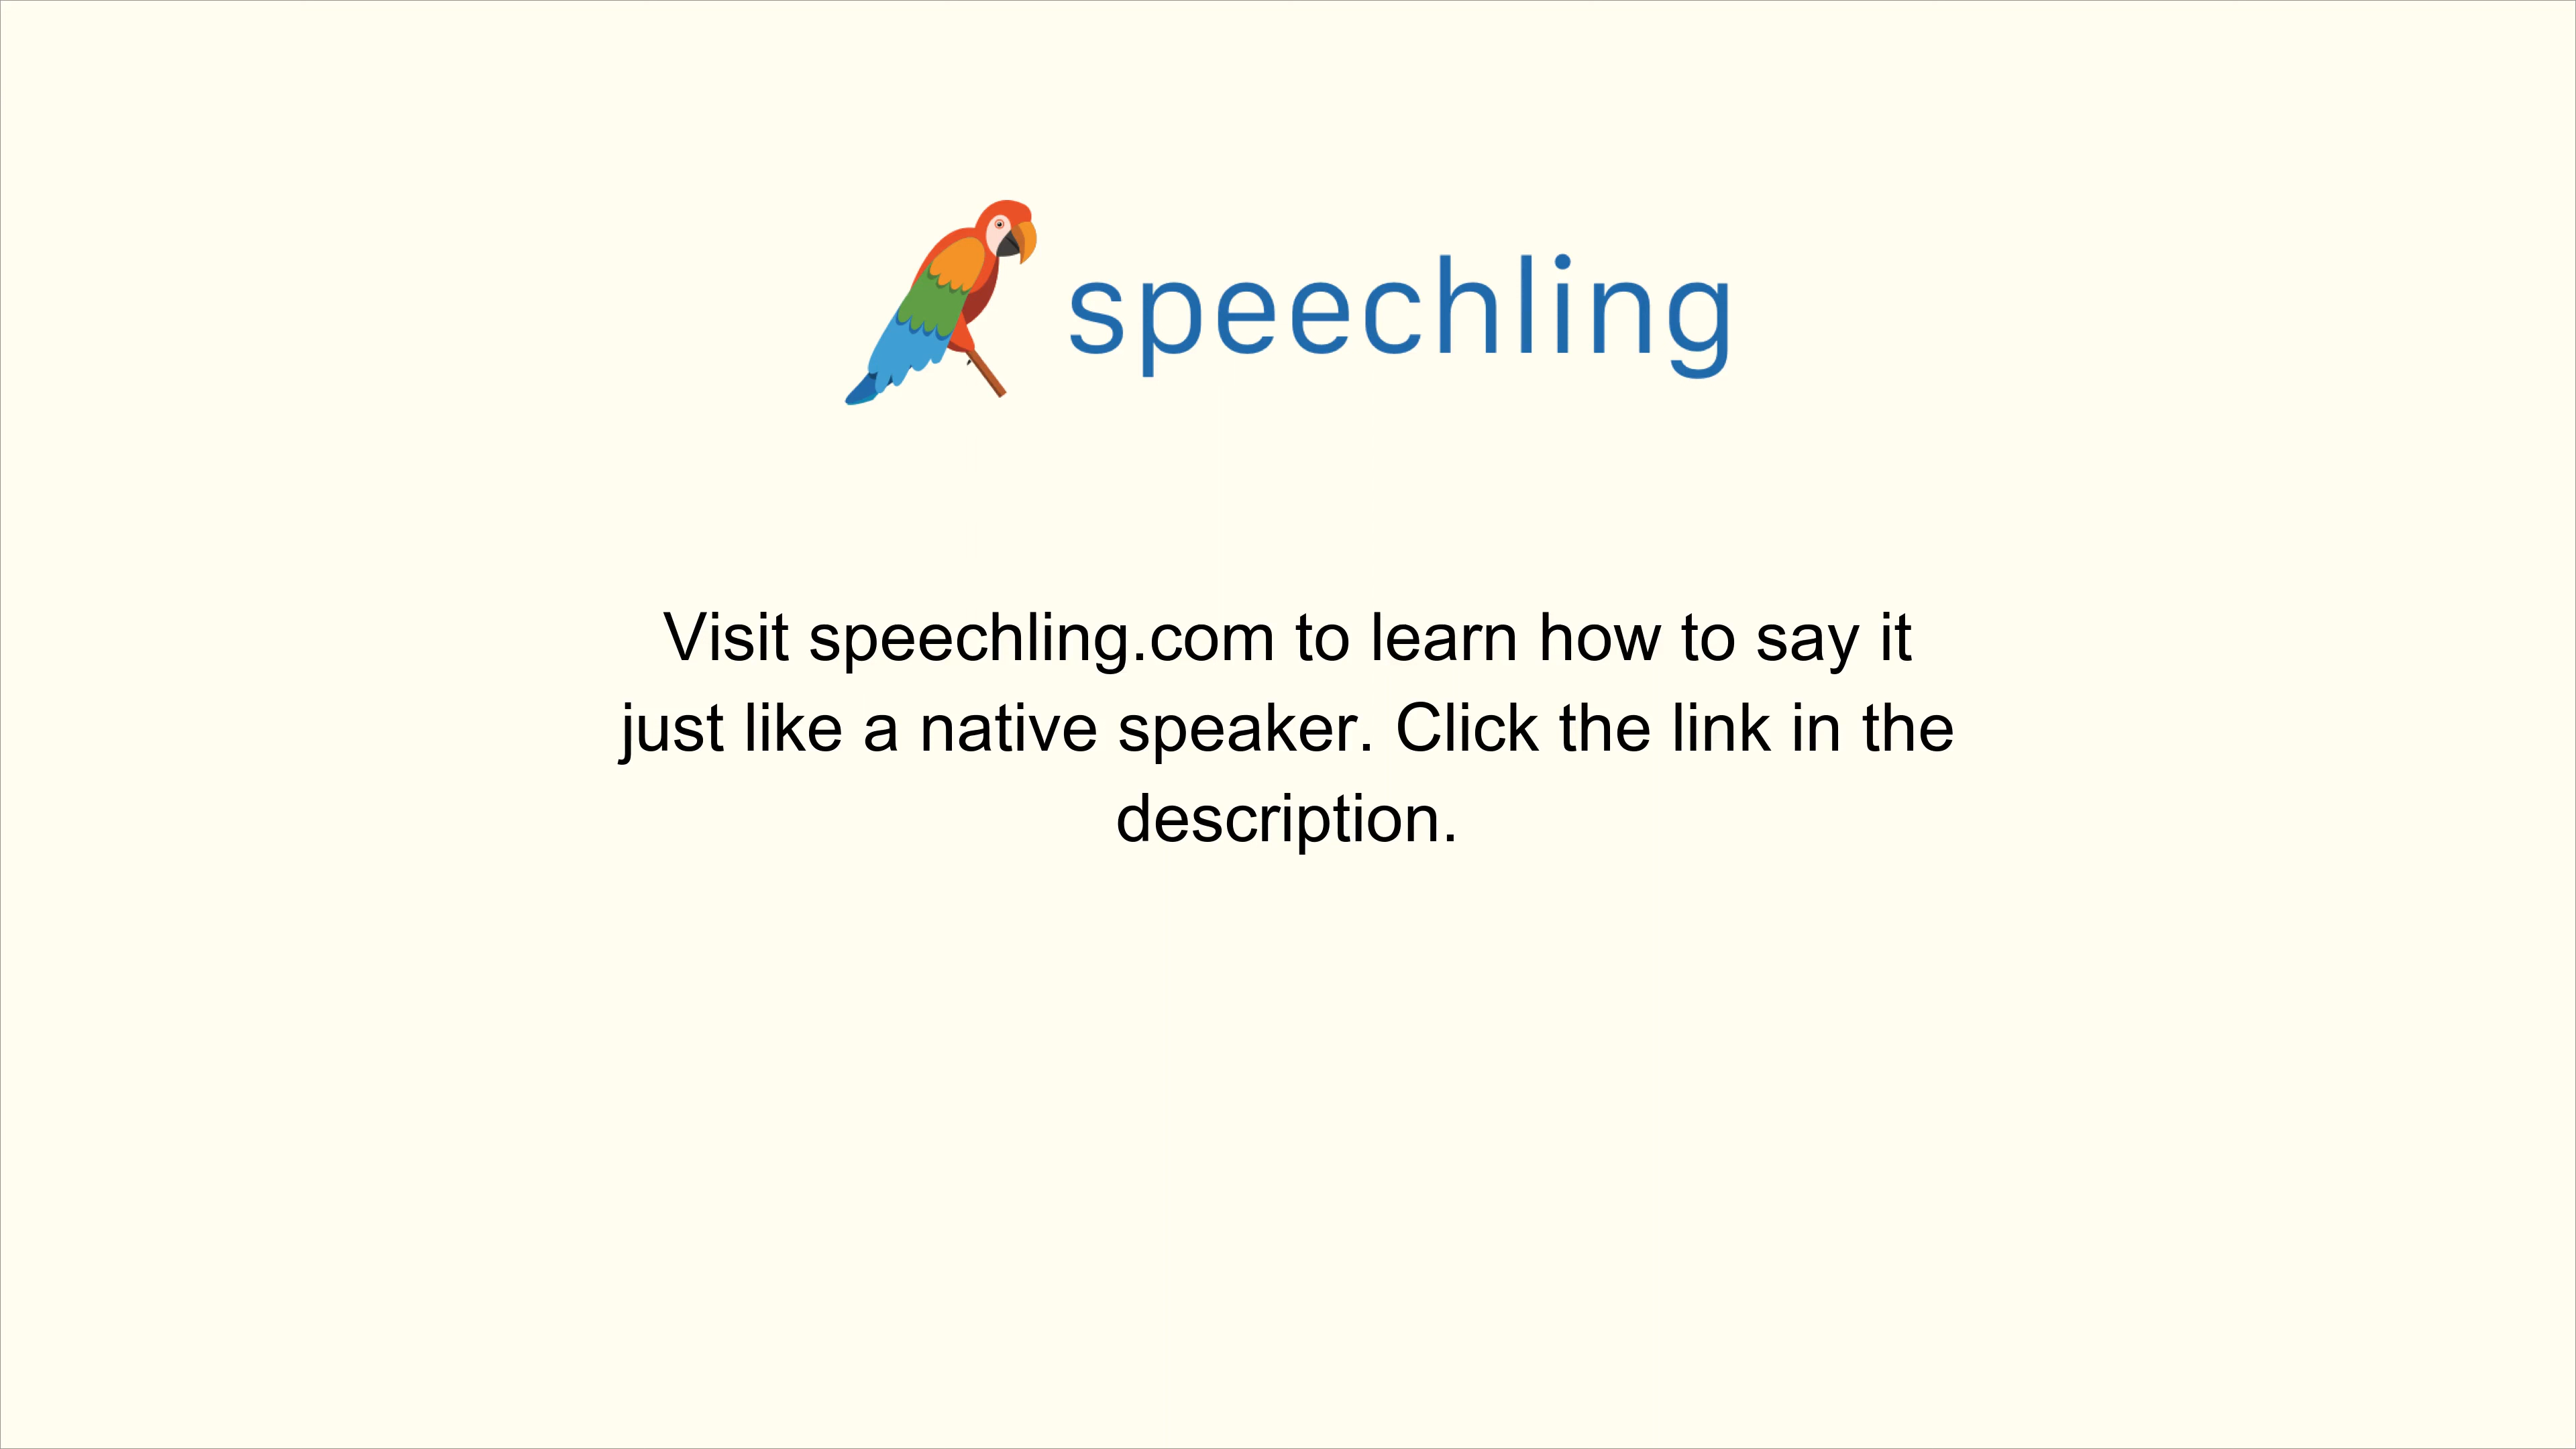 speechling
Visit speechling.com to learn how to say it
just like a native speaker. Click the link in the
description.